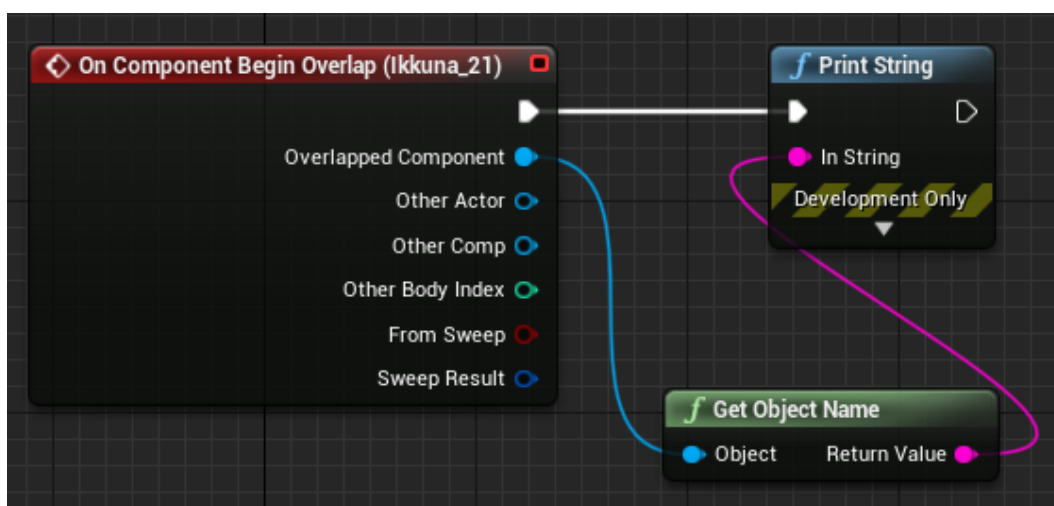 On Component Begin Overlap (Ikkuna_21)
Overlapped Component
Other Actor
Other Comp
Other Body Index
From Sweep
Sweep Result
f Print String
In String
Development Only
f Get Object Name
Object Return Value